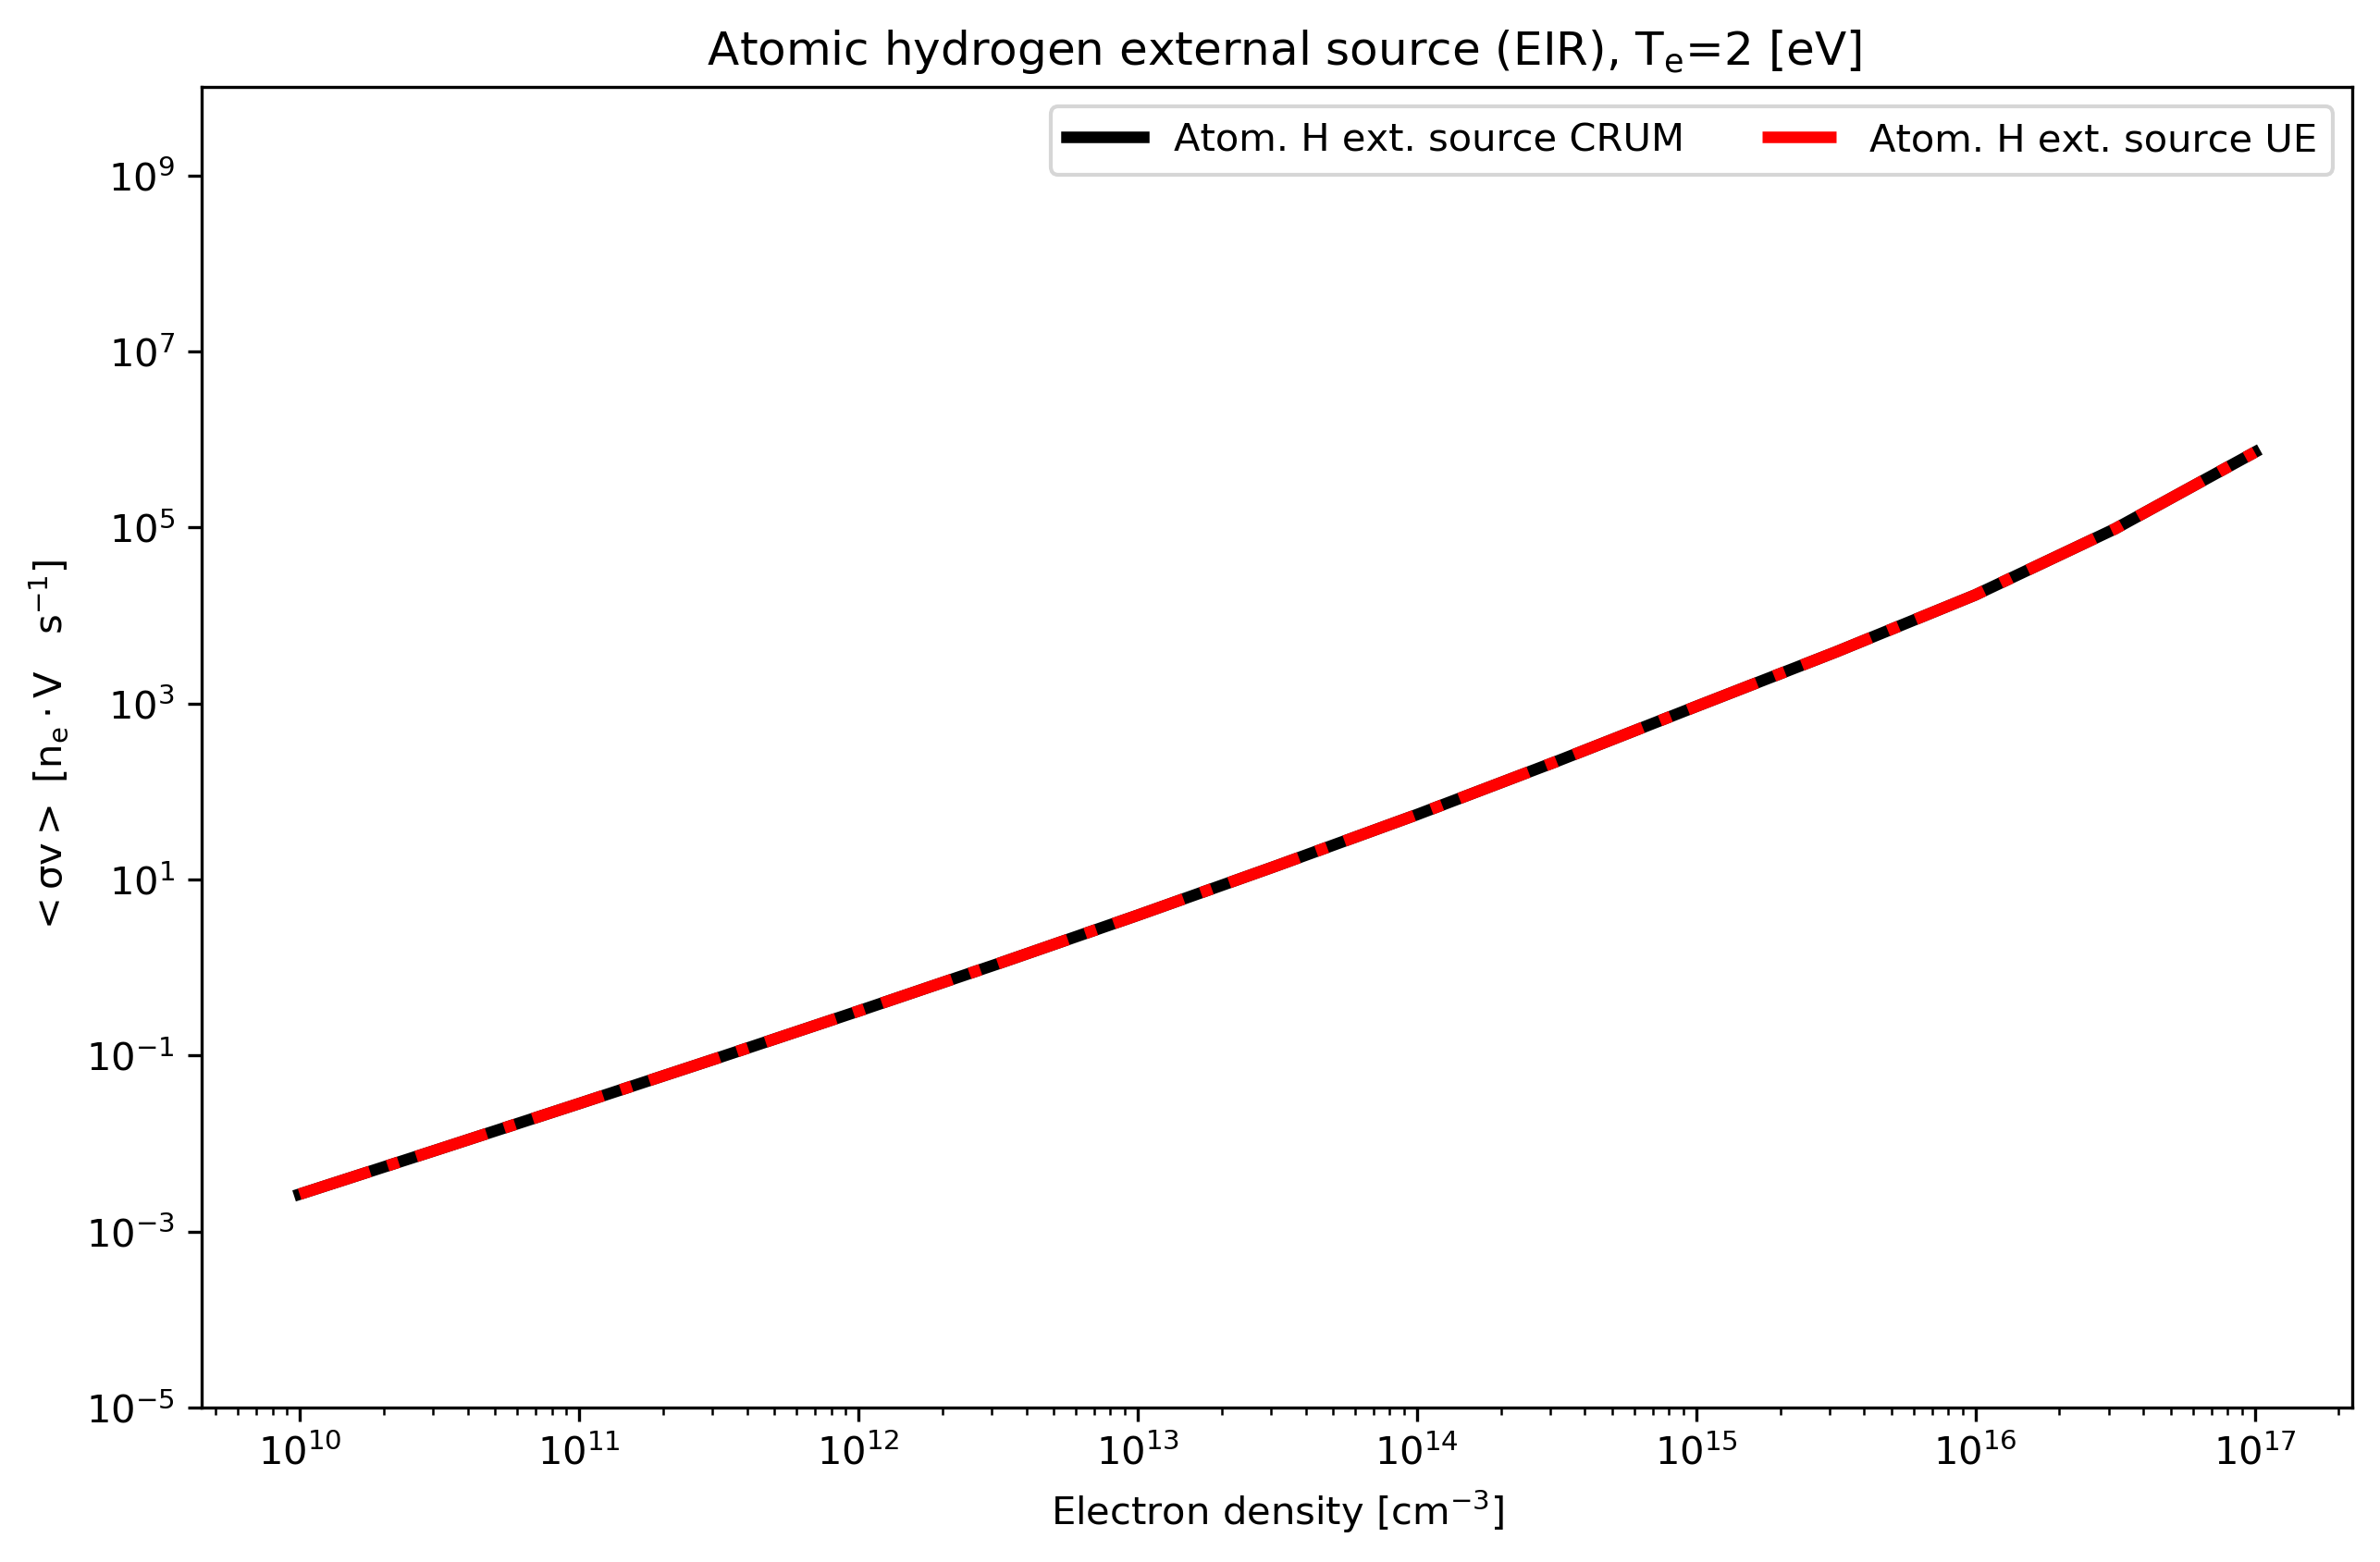 Atomic hydrogen external source (EIR), Tₑ=2 [eV]
Atom. H ext. source CRUM
Atom. H ext. source UE
<σv> [nₑ·V s⁻¹]
10⁹
10⁷
10⁵
10³
10¹
10⁻¹
10⁻³
10⁻⁵
10¹⁰ 10¹¹ 10¹² 10¹³ 10¹⁴ 10¹⁵ 10¹⁶ 10¹⁷
Electron density [cm⁻³]